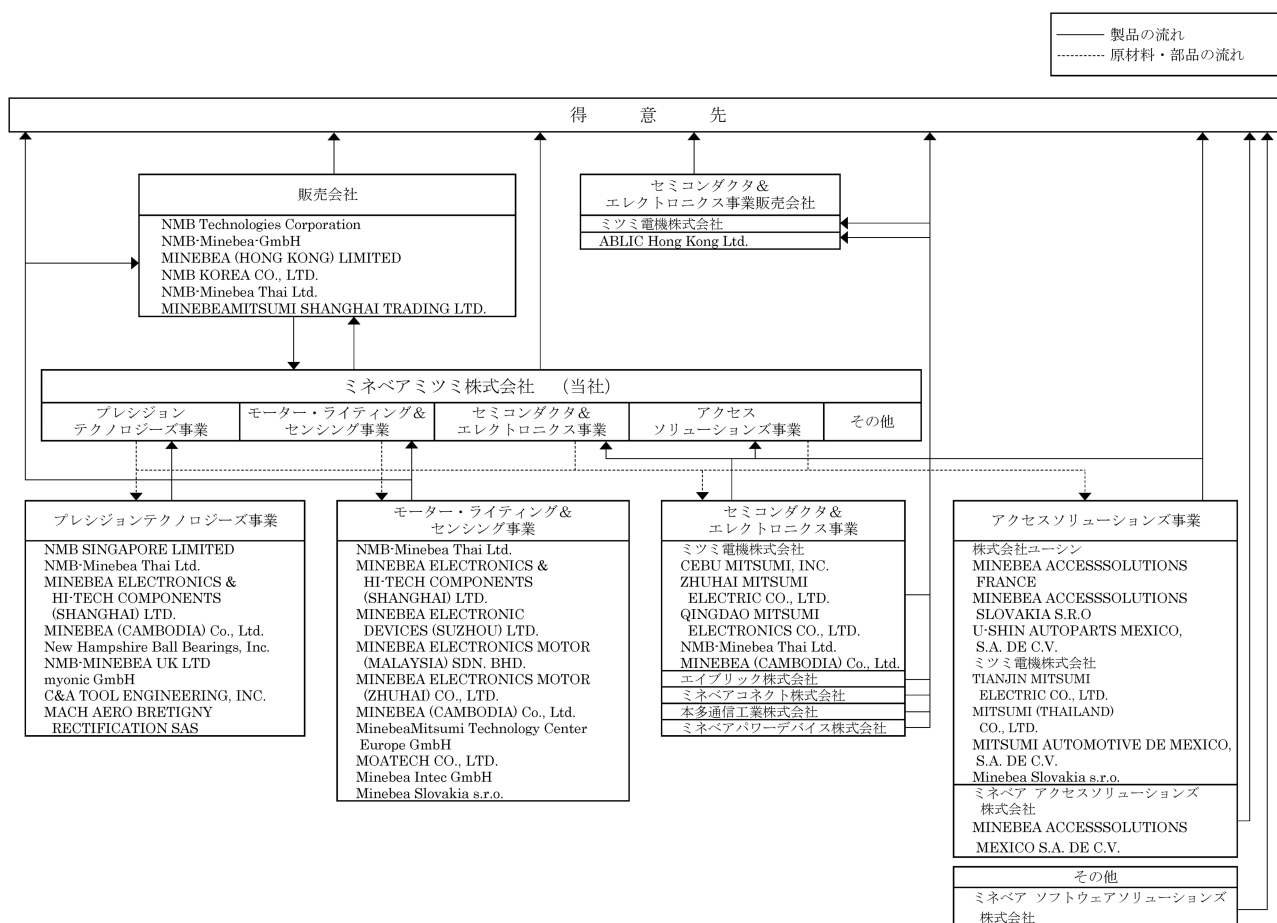 製品の流れ
原材料・部品の流れ
得意先
販売会社
NMB Technologies Corporation
NMB-Minebea-GmbH
MINEBEA (HONG KONG) LIMITED
NMB KOREA CO., LTD.
NMB-Minebea Thai Ltd.
MINEBEAMITSUMI SHANGHAI TRADING LTD.
セミコンダクタ&
エレクトロニクス事業販売会社
ミツミ電機株式会社
ABLIC Hong Kong Ltd.
ミネベアミツミ株式会社 (当社)
プレシジョン
テクノロジーズ事業
モーター・ライティング&
センシング事業
セミコンダクタ&
エレクトロニクス事業
アクセス
ソリューションズ事業
その他
プレシジョンテクノロジーズ事業
NMB SINGAPORE LIMITED
NMB-Minebea Thai Ltd.
MINEBEA ELECTRONICS &
HI-TECH COMPONENTS
(SHANGHAI) LTD.
MINEBEA (CAMBODIA) Co., Ltd.
New Hampshire Ball Bearings, Inc.
NMB-MINEBEA UK LTD
myonic GmbH
C&A TOOL ENGINEERING, INC.
MACH AERO BRETIGNY
RECTIFICATION SAS
モーター・ライティング&
センシング事業
NMB-Minebea Thai Ltd.
MINEBEA ELECTRONICS &
HI-TECH COMPONENTS
(SHANGHAI) LTD.
MINEBEA ELECTRONIC
DEVICES (SUZHOU) LTD.
MINEBEA ELECTRONICS MOTOR
(MALAYSIA) SDN. BHD.
MINEBEA ELECTRONICS MOTOR
(ZHUHAI) CO., LTD.
MINEBEA (CAMBODIA) Co., Ltd.
MinebeaMitsumi Technology Center
Europe GmbH
MOATECH CO., LTD.
Minebea Intec GmbH
Minebea Slovakia s.r.o.
セミコンダクタ&
エレクトロニクス事業
ミツミ電機株式会社
CEBU MITSUMI, INC.
ZHUHAI MITSUMI
ELECTRIC CO., LTD.
QINGDAO MITSUMI
ELECTRONICS CO., LTD.
NMB-Minebea Thai Ltd.
MINEBEA (CAMBODIA) Co., Ltd.
エイブリック株式会社
ミネベアコネクト株式会社
本多通信工業株式会社
ミネベアパワーデバイス株式会社
アクセスソリューションズ事業
株式会社ユーシン
MINEBEA ACCESSSOLUTIONS
FRANCE
MINEBEA ACCESSSOLUTIONS
SLOVAKIA S.R.O
U-SHIN AUTOPARTS MEXICO,
S.A. DE C.V.
ミツミ電機株式会社
TIANJIN MITSUMI
ELECTRIC CO., LTD.
MITSUMI (THAILAND)
CO., LTD.
MITSUMI AUTOMOTIVE DE MEXICO,
S.A. DE C.V.
Minebea Slovakia s.r.o.
ミネベア アクセスソリューションズ
株式会社
MINEBEA ACCESSSOLUTIONS
MEXICO S.A. DE C.V.
その他
ミネベア ソフトウェアソリューションズ
株式会社